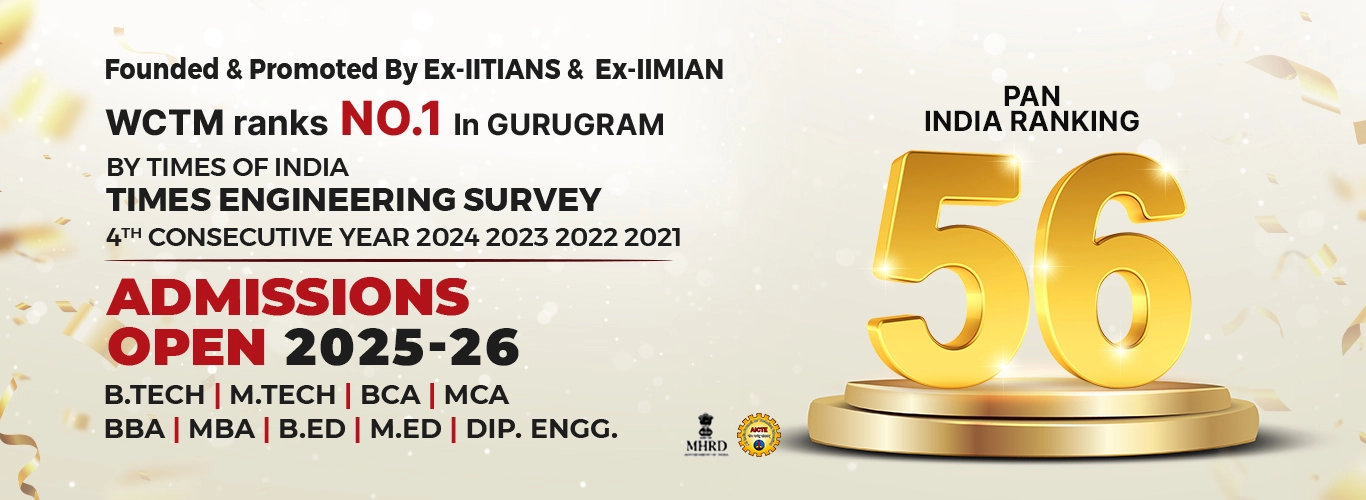 Founded & Promoted By Ex-IITIANS & Ex-IIMIAN
WCTM ranks NO.1 In GURUGRAM
BY TIMES OF INDIA
TIMES ENGINEERING SURVEY
4TH CONSECUTIVE YEAR 2024 2023 2022 2021
ADMISSIONS
OPEN 2025-26
B.TECH | M.TECH | BCA | MCA
BBA | MBA | B.ED | M.ED | DIP. ENGG.
MHRD
AICTE
PAN
INDIA RANKING
56